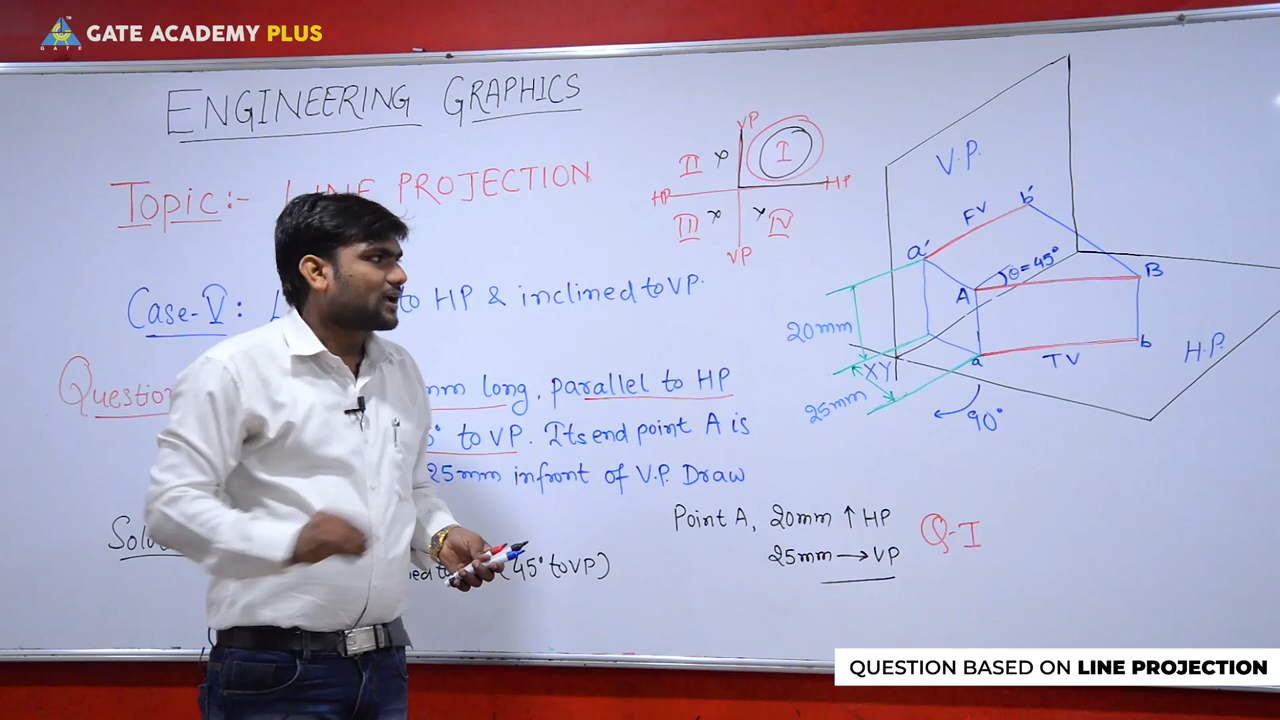 GATE ACADEMY PLUS
GATE
ENGINEERING GRAPHICS
Topic:- LINE PROJECTION
Case-V: to HP & inclined to VP.
Question mm long, parallel to HP
to VP. Its end point A is
25mm infront of V.P. Draw
(45° to VP)
Point A, 20mm ↑ HP
25mm → VP
Q-I
VP
II
I
HP
HP
III
IV
VP
V.P.
FV
b'
a'
θ=45°
A
B
20mm
XY
a
TV
b
H.P.
25mm
90°
QUESTION BASED ON LINE PROJECTION